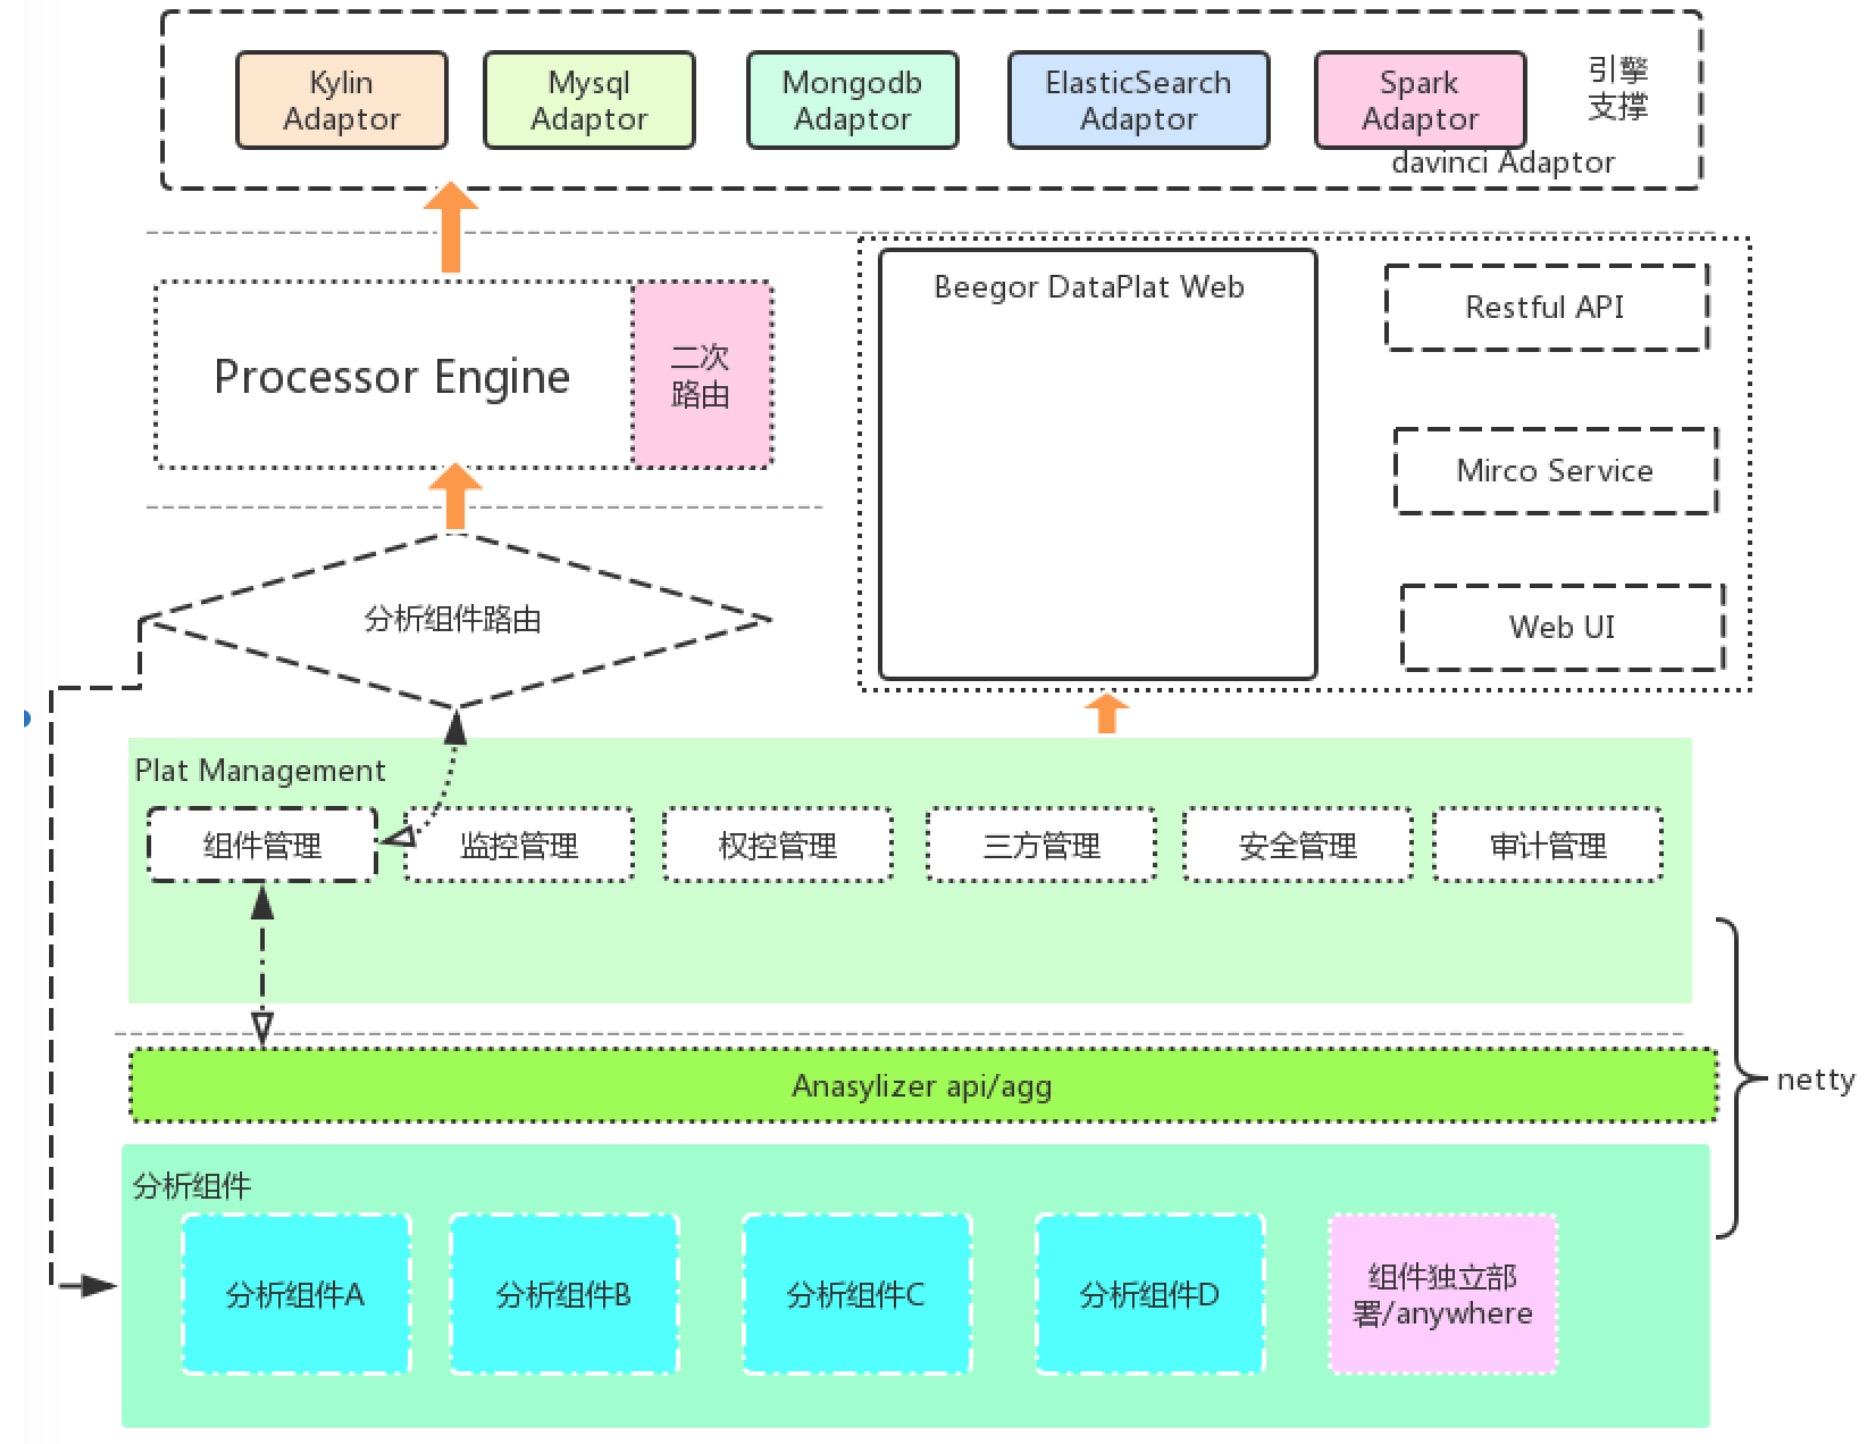 Kylin
Adaptor
Mysql
Adaptor
Mongodb
Adaptor
ElasticSearch
Adaptor
Spark
Adaptor
引擎
支撑
davinci Adaptor
Processor Engine
二次
路由
Beegor DataPlat Web
Restful API
Mirco Service
Web UI
分析组件路由
Plat Management
组件管理
监控管理
权控管理
三方管理
安全管理
审计管理
Anasylizer api/agg
netty
分析组件
分析组件A
分析组件B
分析组件C
分析组件D
组件独立部
署/anywhere